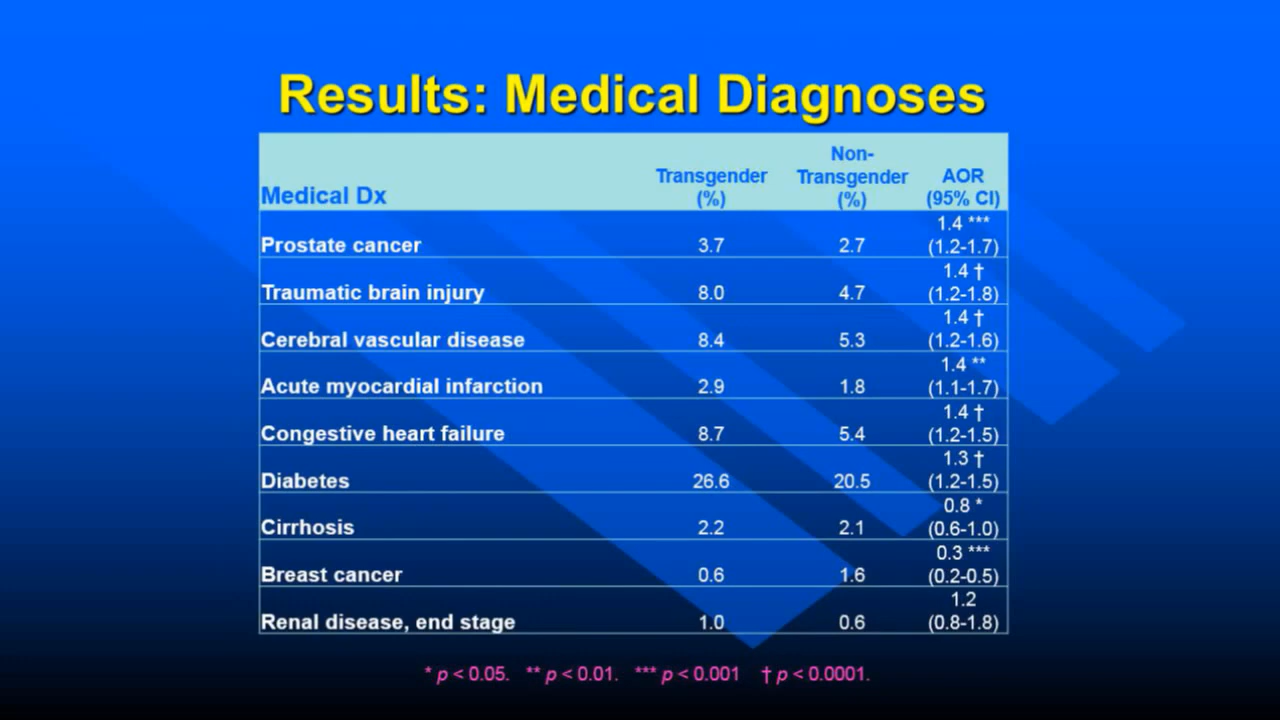 Results: Medical Diagnoses
Medical Dx Transgender (%) Non-Transgender (%) AOR (95% CI)
Prostate cancer 3.7 2.7 1.4 *** (1.2-1.7)
Traumatic brain injury 8.0 4.7 1.4 † (1.2-1.8)
Cerebral vascular disease 8.4 5.3 1.4 † (1.2-1.6)
Acute myocardial infarction 2.9 1.8 1.4 ** (1.1-1.7)
Congestive heart failure 8.7 5.4 1.4 † (1.2-1.5)
Diabetes 26.6 20.5 1.3 † (1.2-1.5)
Cirrhosis 2.2 2.1 0.8 * (0.6-1.0)
Breast cancer 0.6 1.6 0.3 *** (0.2-0.5)
Renal disease, end stage 1.0 0.6 1.2 (0.8-1.8)
* p < 0.05. ** p < 0.01. *** p < 0.001 † p < 0.0001.